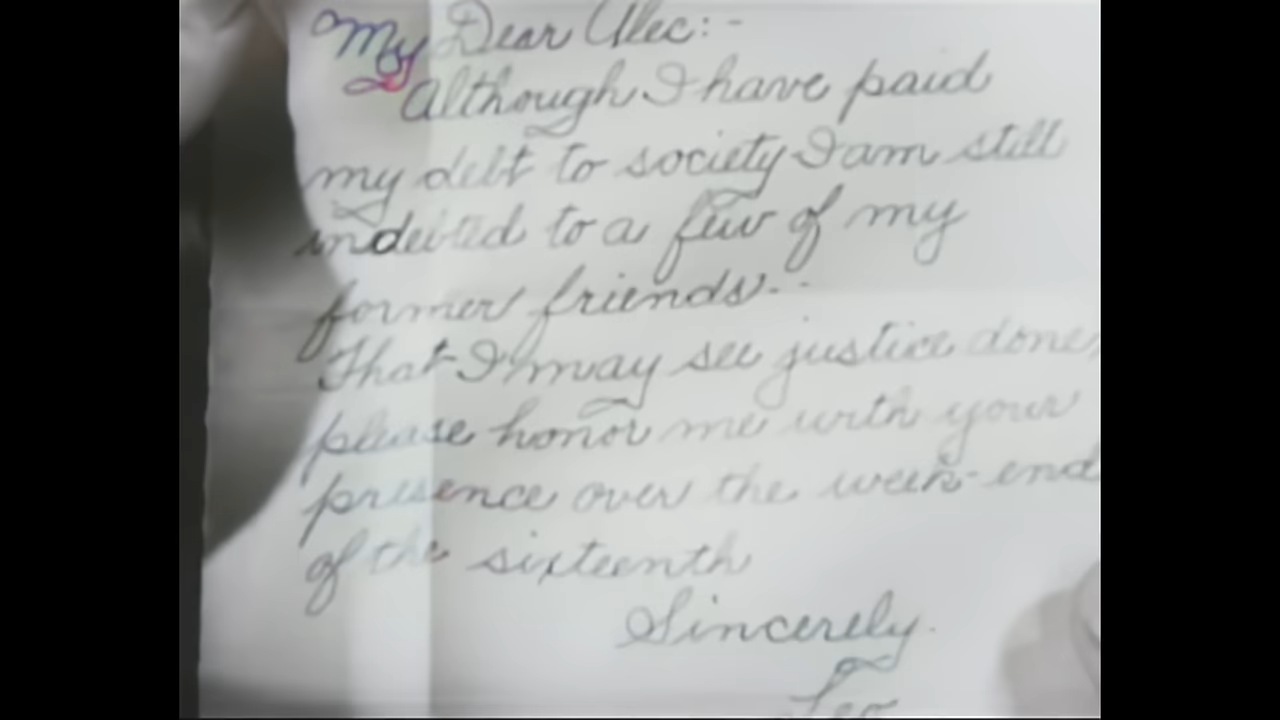 My Dear Alec:-
Although I have paid
my debt to society I am still
indebted to a few of my
former friends.--
That I may see justice done,
please honor me with your
presence over the week-end
of the sixteenth
Sincerely.
Leo